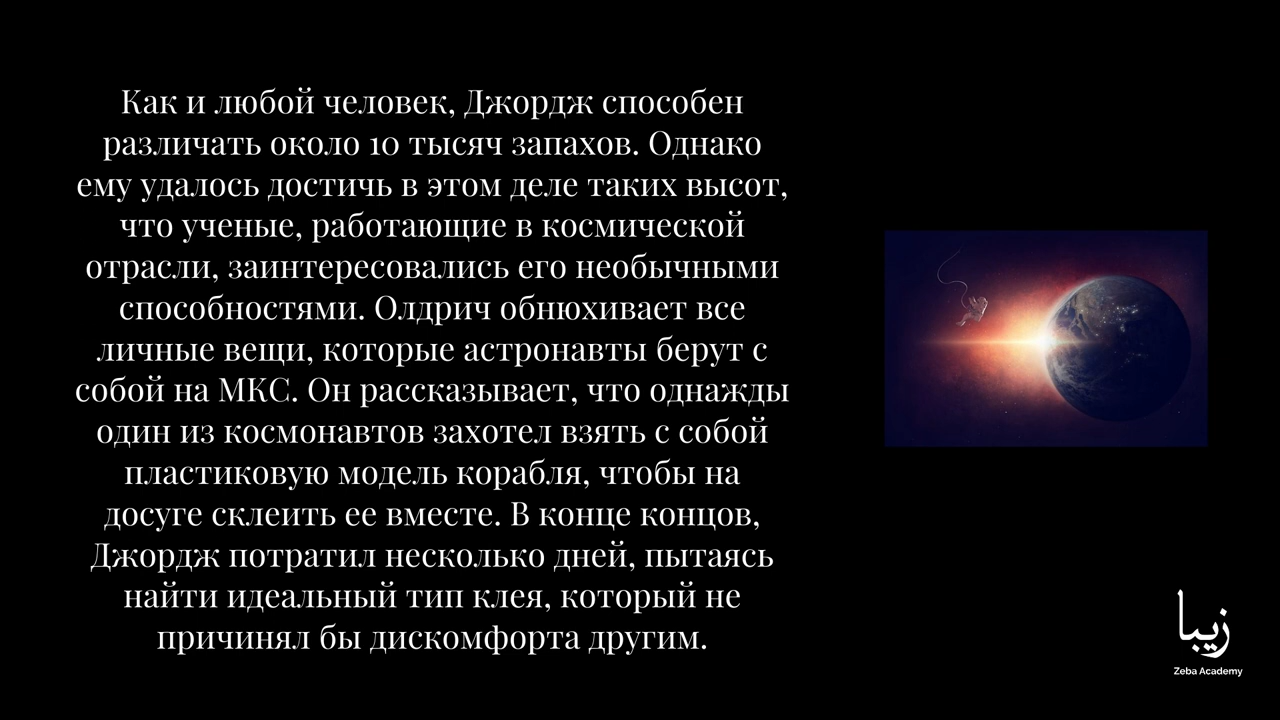 Как и любой человек, Джордж способен
различать около 10 тысяч запахов. Однако
ему удалось достичь в этом деле таких высот,
что ученые, работающие в космической
отрасли, заинтересовались его необычными
способностями. Олдрич обнюхивает все
личные вещи, которые астронавты берут с
собой на МКС. Он рассказывает, что однажды
один из космонавтов захотел взять с собой
пластиковую модель корабля, чтобы на
досуге склеить ее вместе. В конце концов,
Джордж потратил несколько дней, пытаясь
найти идеальный тип клея, который не
причинял бы дискомфорта другим.
زیبا
Zeba Academy